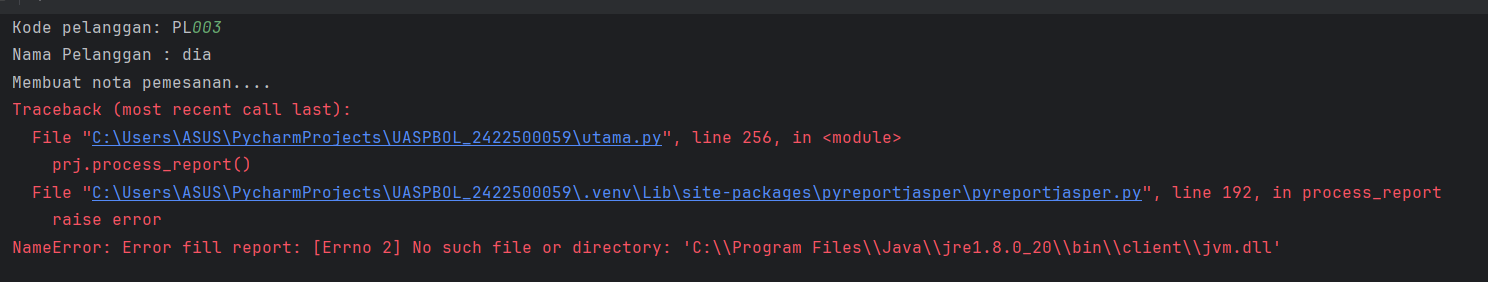 Kode pelanggan: PL003
Nama Pelanggan : dia
Membuat nota pemesanan....
Traceback (most recent call last):
  File "C:\Users\ASUS\PycharmProjects\UASPBOL_2422500059\utama.py", line 256, in <module>
    prj.process_report()
  File "C:\Users\ASUS\PycharmProjects\UASPBOL_2422500059\.venv\Lib\site-packages\pyreportjasper\pyreportjasper.py", line 192, in process_report
    raise error
NameError: Error fill report: [Errno 2] No such file or directory: 'C:\\Program Files\\Java\\jre1.8.0_20\\bin\\client\\jvm.dll'